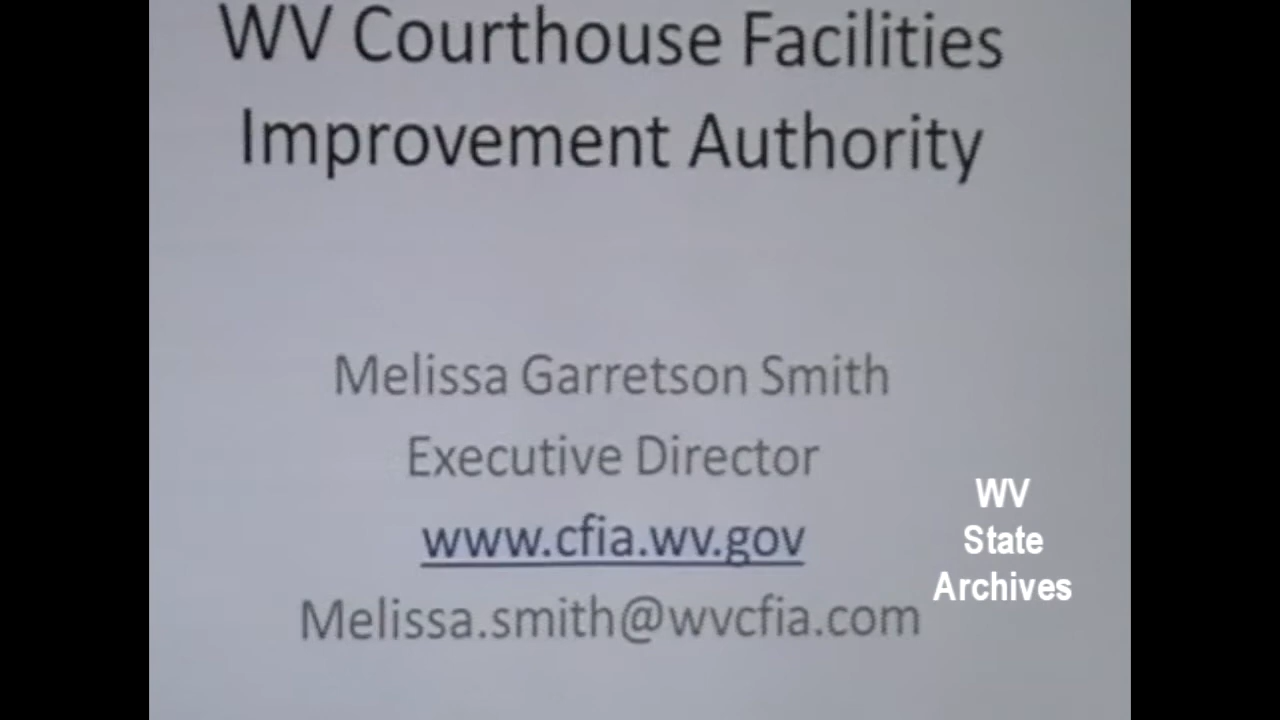 WV Courthouse Facilities
Improvement Authority
Melissa Garretson Smith
Executive Director
www.cfia.wv.gov
Melissa.smith@wvcfia.com
WV
State
Archives